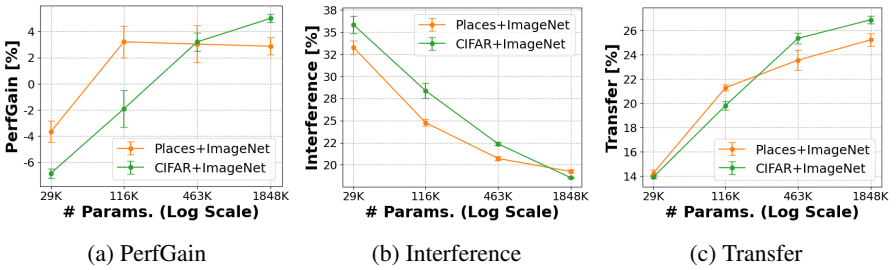 PerfGain [%]
4
2
0
-2
-4
-6
Places+ImageNet
CIFAR+ImageNet
29K
116K
463K
1848K
# Params. (Log Scale)
(a) PerfGain
Interference [%]
38
35
32
30
28
25
22
20
Places+ImageNet
CIFAR+ImageNet
29K
116K
463K
1848K
# Params. (Log Scale)
(b) Interference
Transfer [%]
26
24
22
20
18
16
14
Places+ImageNet
CIFAR+ImageNet
29K
116K
463K
1848K
# Params. (Log Scale)
(c) Transfer